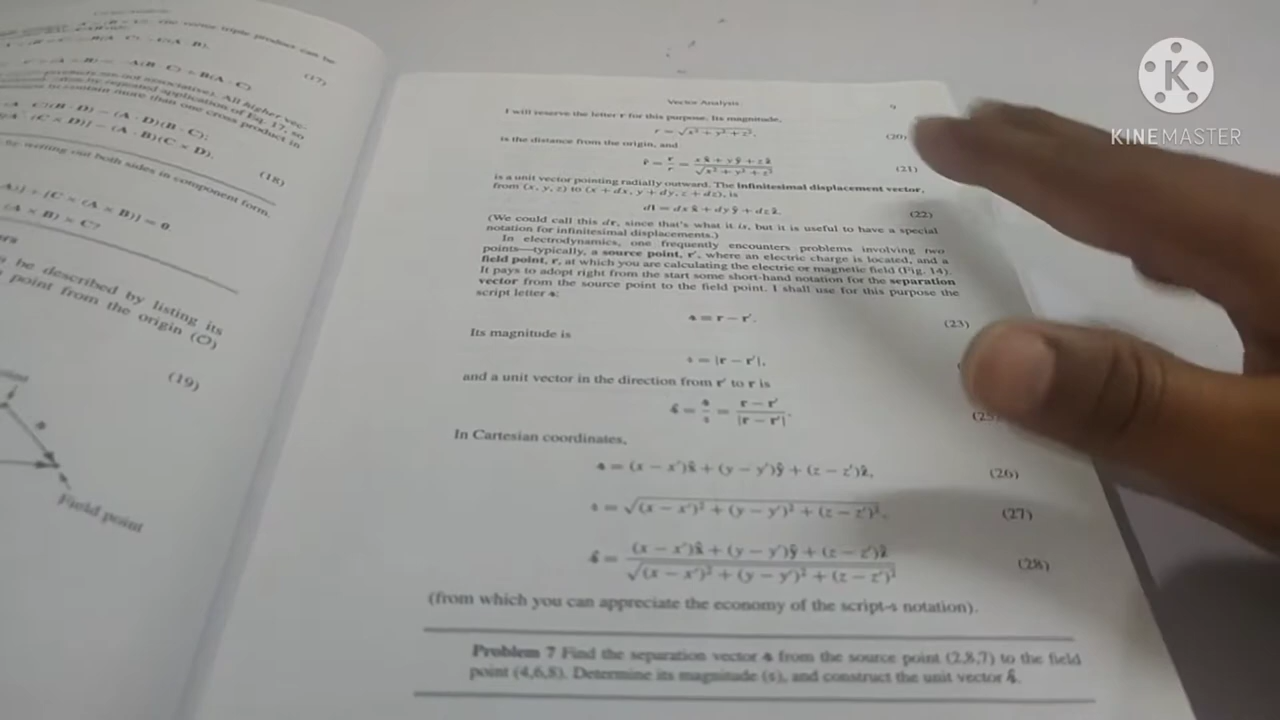 KINEMASTER
(17)
(18)
by writing out both sides in component form.
(A × B) × C?
be described by listing its
point from the origin (O)
(19)
Field point
Vector Analysis
9
I will reserve the letter r for this purpose. Its magnitude,
r = √x² + y² + z², (20)
is the distance from the origin, and
r̂ = r/r = (x x̂ + y ŷ + z ẑ)/√x² + y² + z² (21)
is a unit vector pointing radially outward. The infinitesimal displacement vector,
from (x, y, z) to (x + dx, y + dy, z + dz), is
dl = dx x̂ + dy ŷ + dz ẑ. (22)
(We could call this dr, since that's what it is, but it is useful to have a special
notation for infinitesimal displacements.)
In electrodynamics, one frequently encounters problems involving two
points—typically, a source point, r′, where an electric charge is located, and a
field point, r, at which you are calculating the electric or magnetic field (Fig. 14).
It pays to adopt right from the start some short-hand notation for the separation
vector from the source point to the field point. I shall use for this purpose the
script letter 𝓇:
𝓇 = r − r′. (23)
Its magnitude is
𝓇 = |r − r′|,
and a unit vector in the direction from r′ to r is
𝓇̂ = 𝓇/𝓇 = (r − r′)/|r − r′|. (25)
In Cartesian coordinates,
𝓇 = (x − x′)x̂ + (y − y′)ŷ + (z − z′)ẑ, (26)
𝓇 = √(x − x′)² + (y − y′)² + (z − z′)², (27)
𝓇̂ = ((x − x′)x̂ + (y − y′)ŷ + (z − z′)ẑ)/√(x − x′)² + (y − y′)² + (z − z′)² (28)
(from which you can appreciate the economy of the script-𝓇 notation).
Problem 7 Find the separation vector 𝓇 from the source point (2,8,7) to the field
point (4,6,8). Determine its magnitude (𝓇), and construct the unit vector 𝓇̂.